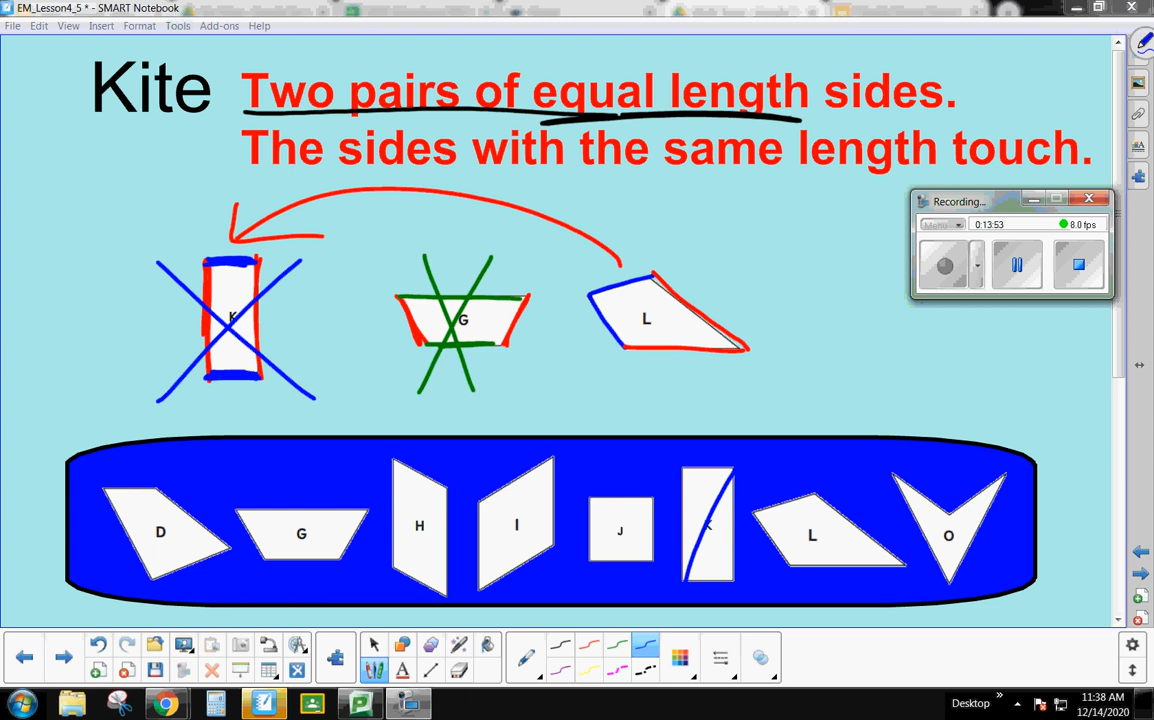 EM_Lesson4_5 * - SMART Notebook
File Edit View Insert Format Tools Add-ons Help
Kite Two pairs of equal length sides.
The sides with the same length touch.
Recording...
Menu 0:13:53 8.0 fps
K G L
D G H I J K L O
A
Desktop »
11:38 AM
12/14/2020